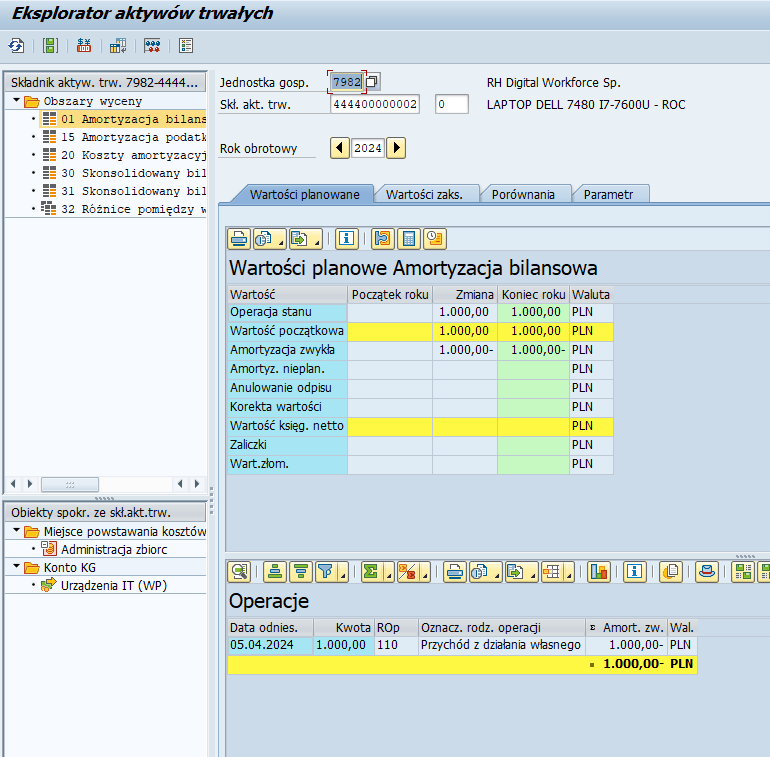 Eksplorator aktywów trwałych
Składnik aktyw. trw. 7982-4444...
Obszary wyceny
01 Amortyzacja bilans
15 Amortyzacja podatk
20 Koszty amortyzacyj
30 Skonsolidowany bil
31 Skonsolidowany bil
32 Różnice pomiędzy w
Obiekty spokr. ze skł.akt.trw.
Miejsce powstawania kosztów
Administracja zbiorc
Konto KG
Urządzenia IT (WP)
Jednostka gosp. 7982 RH Digital Workforce Sp.
Skł. akt. trw. 444400000002 0 LAPTOP DELL 7480 I7-7600U - ROC
Rok obrotowy 2024
Wartości planowane Wartości zaks. Porównania Parametr
Wartości planowe Amortyzacja bilansowa
Wartość Początek roku Zmiana Koniec roku Waluta
Operacja stanu 1.000,00 1.000,00 PLN
Wartość początkowa 1.000,00 1.000,00 PLN
Amortyzacja zwykła 1.000,00- 1.000,00- PLN
Amortyz. nieplan. PLN
Anulowanie odpisu PLN
Korekta wartości PLN
Wartość księg. netto PLN
Zaliczki PLN
Wart.złom. PLN
Operacje
Data odnies. Kwota ROp Oznacz. rodz. operacji Σ Amort. zw. Wal.
05.04.2024 1.000,00 110 Przychód z działania własnego 1.000,00- PLN
1.000,00- PLN